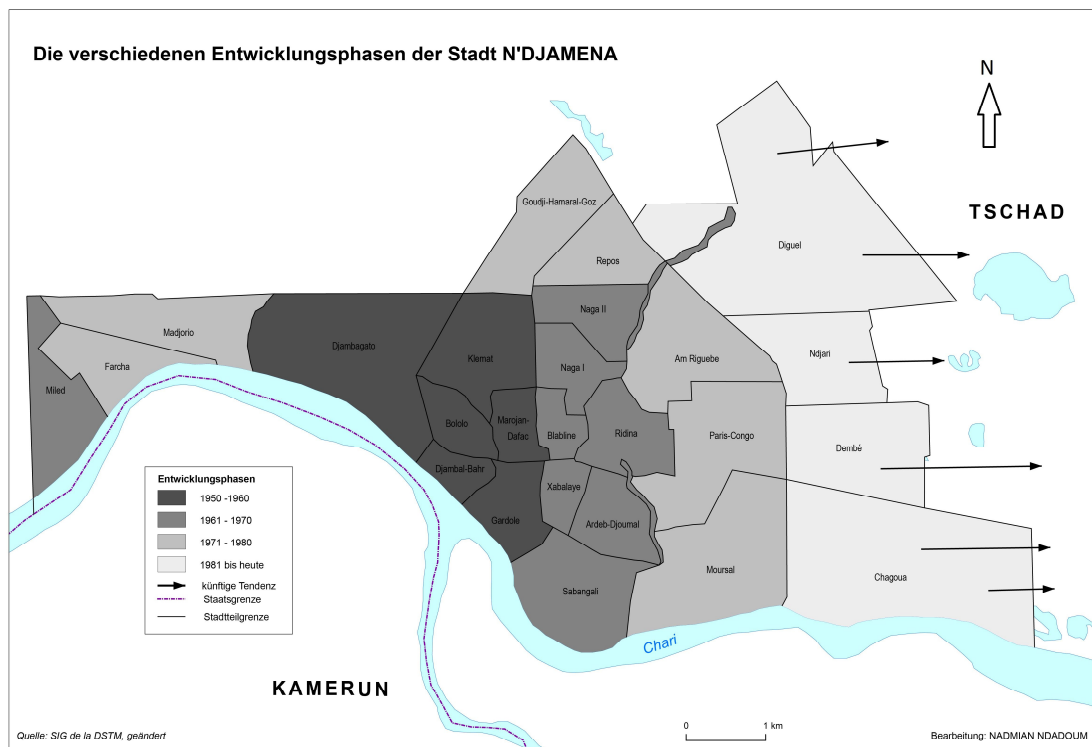 Die verschiedenen Entwicklungsphasen der Stadt N'DJAMENA
N
TSCHAD
Goudji-Hamaral-Goz
Diguel
Repos
Naga II
Madjorio
Djambagato
Klemat
Am Riguebe
Ndjari
Farcha
Naga I
Miled
Bololo
Marojan-
Dafac
Blabline
Ridina
Paris-Congo
Dembé
Djambal-Bahr
Xabalaye
Gardole
Ardeb-Djoumal
Moursal
Chagoua
Sabangali
Entwicklungsphasen
1950 -1960
1961 - 1970
1971 - 1980
1981 bis heute
künftige Tendenz
Staatsgrenze
Stadtteilgrenze
Chari
KAMERUN
0 1 km
Quelle: SIG de la DSTM, geändert
Bearbeitung: NADMIAN NDADOUM